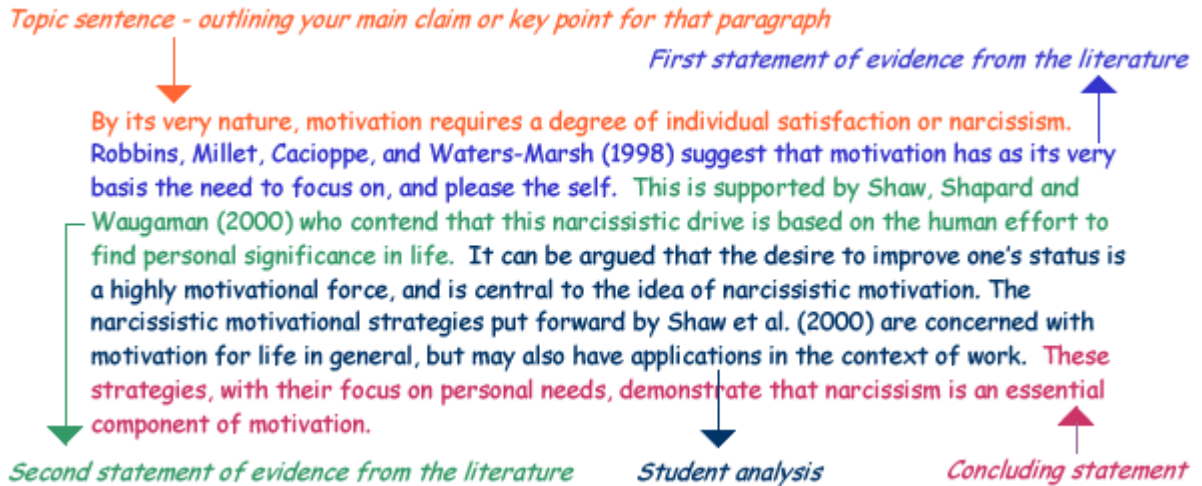 Topic sentence - outlining your main claim or key point for that paragraph
First statement of evidence from the literature
By its very nature, motivation requires a degree of individual satisfaction or narcissism.
Robbins, Millet, Cacioppe, and Waters-Marsh (1998) suggest that motivation has as its very
basis the need to focus on, and please the self. This is supported by Shaw, Shapard and
Waugaman (2000) who contend that this narcissistic drive is based on the human effort to
find personal significance in life. It can be argued that the desire to improve one's status is
a highly motivational force, and is central to the idea of narcissistic motivation. The
narcissistic motivational strategies put forward by Shaw et al. (2000) are concerned with
motivation for life in general, but may also have applications in the context of work. These
strategies, with their focus on personal needs, demonstrate that narcissism is an essential
component of motivation.
Second statement of evidence from the literature
Student analysis
Concluding statement